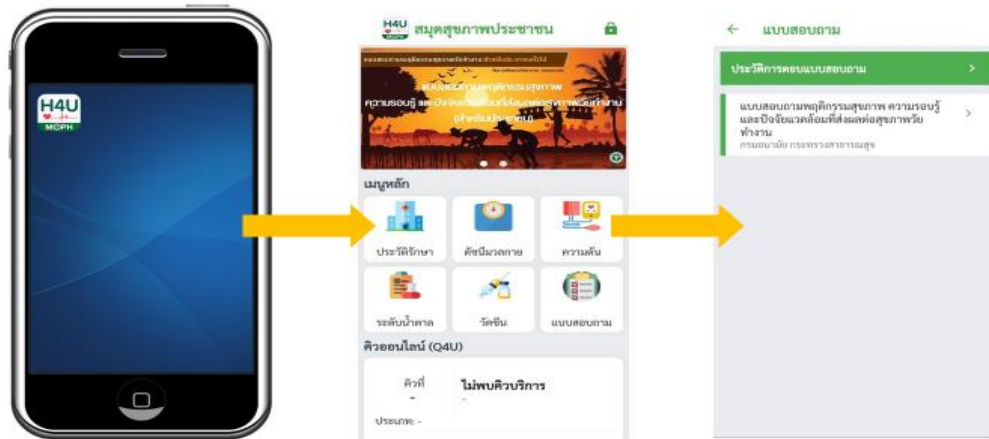 H4U
MOPH
H4U
MOPH
สมุดสุขภาพประชาชน
แบบสอบถามพฤติกรรมสุขภาพ
ความรอบรู้ และปัจจัยแวดล้อมที่ส่งผลต่อสุขภาพวัยทำงาน
(สำหรับประชาชน)
เมนูหลัก
ประวัติรักษา
ดัชนีมวลกาย
ความดัน
ระดับน้ำตาล
วัคซีน
แบบสอบถาม
คิวออนไลน์ (Q4U)
คิวที่
-
ไม่พบคิวบริการ
-
ประเภท: -
← แบบสอบถาม
ประวัติการตอบแบบสอบถาม >
แบบสอบถามพฤติกรรมสุขภาพ ความรอบรู้ >
และปัจจัยแวดล้อมที่ส่งผลต่อสุขภาพวัย
ทำงาน
กรมอนามัย กระทรวงสาธารณสุข